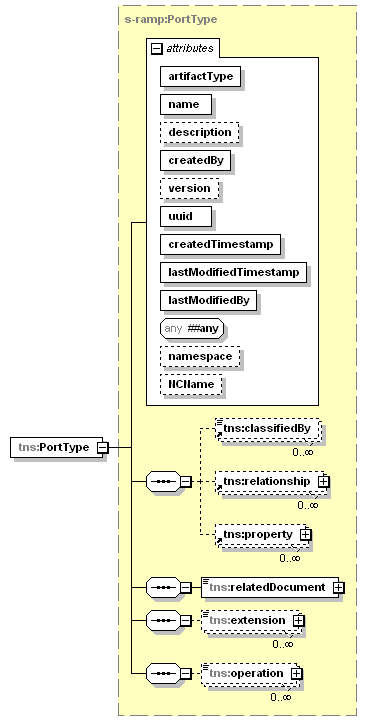 s-ramp:PortType
attributes
artifactType
name
description
createdBy
version
uuid
createdTimestamp
lastModifiedTimestamp
lastModifiedBy
any ##any
namespace
NCName
tns:PortType
tns:classifiedBy
0..∞
tns:relationship
0..∞
tns:property
0..∞
tns:relatedDocument
tns:extension
0..∞
tns:operation
0..∞